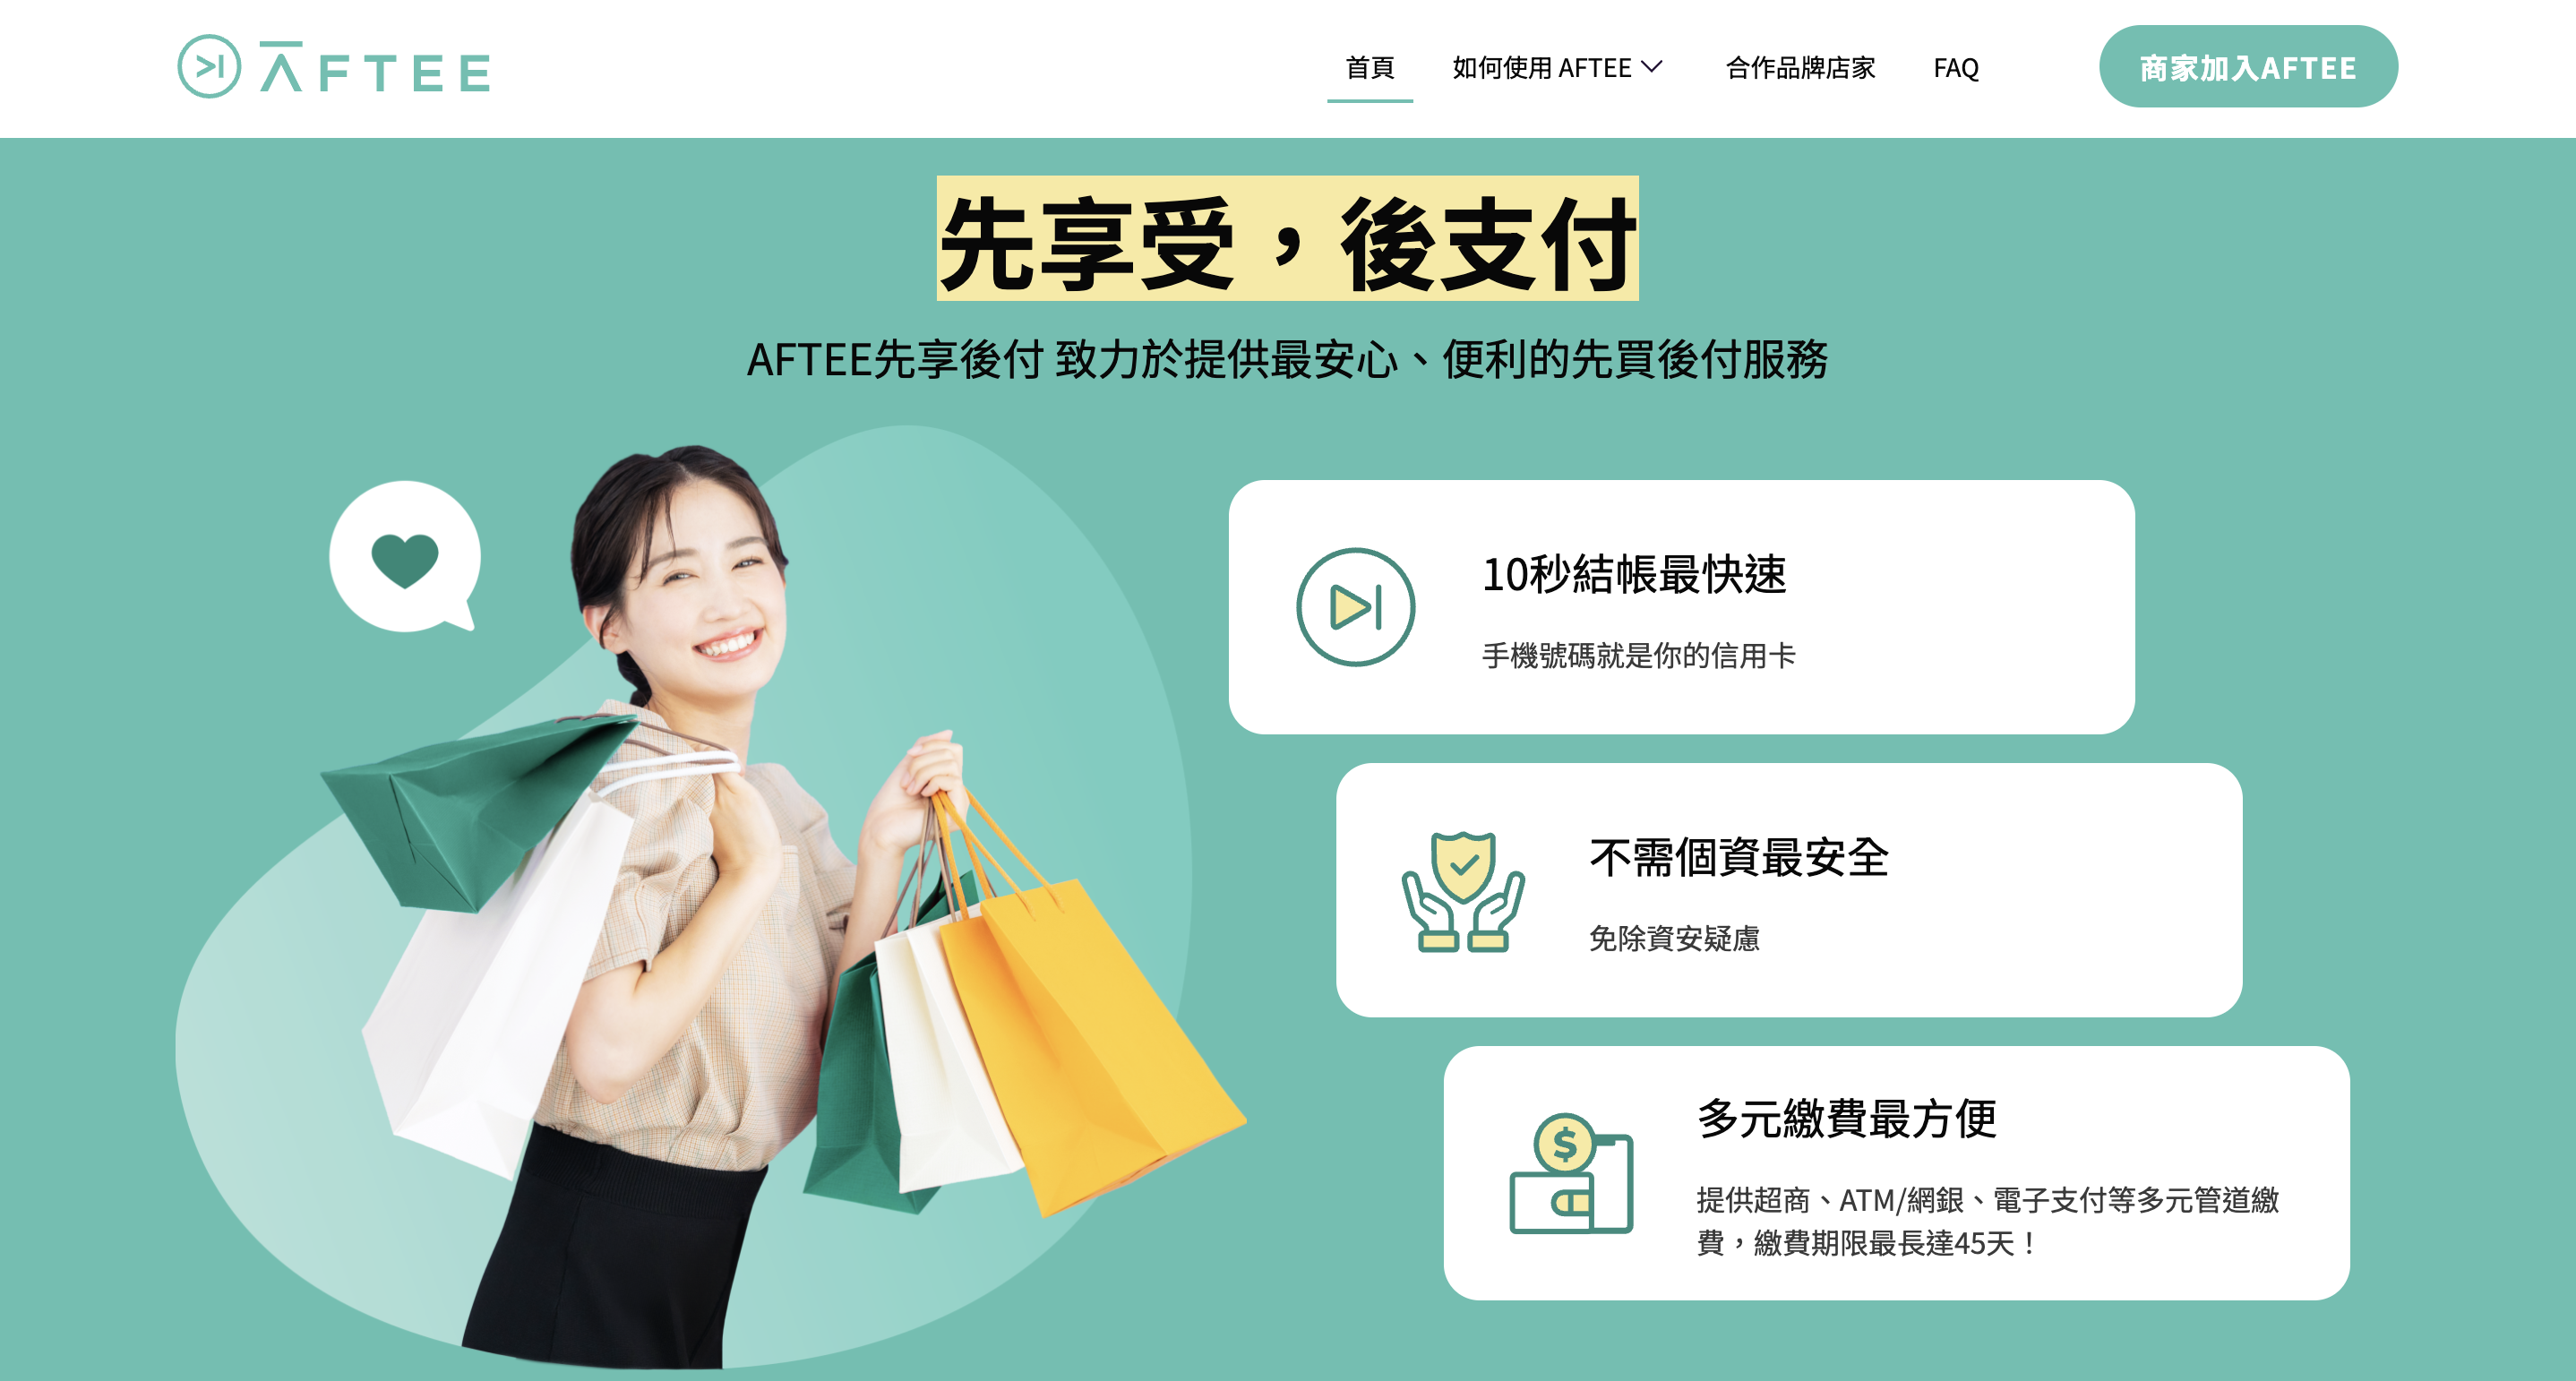 AFTEE
首頁
如何使用 AFTEE
合作品牌店家
FAQ
商家加入AFTEE
先享受，後支付
AFTEE先享後付 致力於提供最安心、便利的先買後付服務
10秒結帳最快速
手機號碼就是你的信用卡
不需個資最安全
免除資安疑慮
$
多元繳費最方便
提供超商、ATM/網銀、電子支付等多元管道繳
費，繳費期限最長達45天！